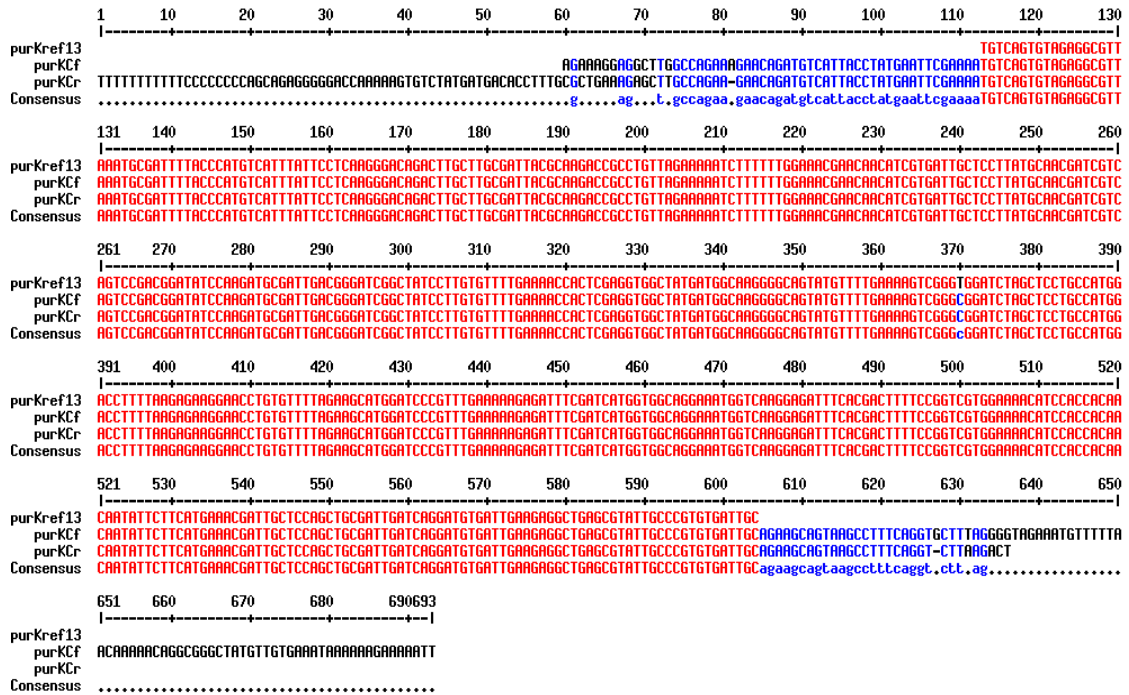 1 10 20 30 40 50 60 70 80 90 100 110 120 130
|--------+---------+---------+---------+---------+---------+---------+---------+---------+---------+---------+---------+---------|
purKref13 TGTCAGTGTAGAGGCGTT
purKCf AGAAAGGAGGCTTGGCCAGAAAGAACAGATGTCATTACCTATGAATTCGAAAATGTCAGTGTAGAGGCGTT
purKCr TTTTTTTTTTTTCCCCCCCCAGCAGAGGGGGACCAAAAAGTGTCTATGATGACACCTTTGCGCTGAAAGAGCTTGCCAGAA-GAACAGATGTCATTACCTATGAATTCGAAAATGTCAGTGTAGAGGCGTT
Consensus ............................................................g.....ag...t.gccagaa.gaacagatgtcattacctatgaattcgaaaaTGTCAGTGTAGAGGCGTT
131 140 150 160 170 180 190 200 210 220 230 240 250 260
|--------+---------+---------+---------+---------+---------+---------+---------+---------+---------+---------+---------+---------|
purKref13 AAATGCGATTTTACCCATGTCATTTATTCCTCAAGGGACAGACTTGCTTGCGATTACGCAAGACCGCCTGTTAGAAAAATCTTTTTTGGAAACGAACAACATCGTGATTGCTCCTTATGCAACGATCGTC
purKCf AAATGCGATTTTACCCATGTCATTTATTCCTCAAGGGACAGACTTGCTTGCGATTACGCAAGACCGCCTGTTAGAAAAATCTTTTTTGGAAACGAACAACATCGTGATTGCTCCTTATGCAACGATCGTC
purKCr AAATGCGATTTTACCCATGTCATTTATTCCTCAAGGGACAGACTTGCTTGCGATTACGCAAGACCGCCTGTTAGAAAAATCTTTTTTGGAAACGAACAACATCGTGATTGCTCCTTATGCAACGATCGTC
Consensus AAATGCGATTTTACCCATGTCATTTATTCCTCAAGGGACAGACTTGCTTGCGATTACGCAAGACCGCCTGTTAGAAAAATCTTTTTTGGAAACGAACAACATCGTGATTGCTCCTTATGCAACGATCGTC
261 270 280 290 300 310 320 330 340 350 360 370 380 390
|--------+---------+---------+---------+---------+---------+---------+---------+---------+---------+---------+---------+---------|
purKref13 AGTCCGACGGATATCCAAGATGCGATTGACGGGATCGGCTATCCTTGTGTTTTGAAAACCACTCGAGGTGGCTATGATGGCAAGGGGCAGTATGTTTTGAAAAGTCGGGTGGATCTAGCTCCTGCCATGG
purKCf AGTCCGACGGATATCCAAGATGCGATTGACGGGATCGGCTATCCTTGTGTTTTGAAAACCACTCGAGGTGGCTATGATGGCAAGGGGCAGTATGTTTTGAAAAGTCGGGCGGATCTAGCTCCTGCCATGG
purKCr AGTCCGACGGATATCCAAGATGCGATTGACGGGATCGGCTATCCTTGTGTTTTGAAAACCACTCGAGGTGGCTATGATGGCAAGGGGCAGTATGTTTTGAAAAGTCGGGCGGATCTAGCTCCTGCCATGG
Consensus AGTCCGACGGATATCCAAGATGCGATTGACGGGATCGGCTATCCTTGTGTTTTGAAAACCACTCGAGGTGGCTATGATGGCAAGGGGCAGTATGTTTTGAAAAGTCGGGcGGATCTAGCTCCTGCCATGG
391 400 410 420 430 440 450 460 470 480 490 500 510 520
|--------+---------+---------+---------+---------+---------+---------+---------+---------+---------+---------+---------+---------|
purKref13 ACCTTTTAAGAGAAGGAACCTGTGTTTTAGAAGCATGGATCCCGTTTGAAAAAGAGATTTCGATCATGGTGGCAGGAAATGGTCAAGGAGATTTCACGACTTTTCCGGTCGTGGAAAACATCCACCACAA
purKCf ACCTTTTAAGAGAAGGAACCTGTGTTTTAGAAGCATGGATCCCGTTTGAAAAAGAGATTTCGATCATGGTGGCAGGAAATGGTCAAGGAGATTTCACGACTTTTCCGGTCGTGGAAAACATCCACCACAA
purKCr ACCTTTTAAGAGAAGGAACCTGTGTTTTAGAAGCATGGATCCCGTTTGAAAAAGAGATTTCGATCATGGTGGCAGGAAATGGTCAAGGAGATTTCACGACTTTTCCGGTCGTGGAAAACATCCACCACAA
Consensus ACCTTTTAAGAGAAGGAACCTGTGTTTTAGAAGCATGGATCCCGTTTGAAAAAGAGATTTCGATCATGGTGGCAGGAAATGGTCAAGGAGATTTCACGACTTTTCCGGTCGTGGAAAACATCCACCACAA
521 530 540 550 560 570 580 590 600 610 620 630 640 650
|--------+---------+---------+---------+---------+---------+---------+---------+---------+---------+---------+---------+---------|
purKref13 CAATATTCTTCATGAAACGATTGCTCCAGCTGCGATTGATCAGGATGTGATTGAAGAGGCTGAGCGTATTGCCCGTGTGATTGC
purKCf CAATATTCTTCATGAAACGATTGCTCCAGCTGCGATTGATCAGGATGTGATTGAAGAGGCTGAGCGTATTGCCCGTGTGATTGCAGAAGCAGTAAGCCTTTCAGGTGCTTTAGGGGTAGAAATGTTTTTA
purKCr CAATATTCTTCATGAAACGATTGCTCCAGCTGCGATTGATCAGGATGTGATTGAAGAGGCTGAGCGTATTGCCCGTGTGATTGCAGAAGCAGTAAGCCTTTCAGGT-CTTAAGACT
Consensus CAATATTCTTCATGAAACGATTGCTCCAGCTGCGATTGATCAGGATGTGATTGAAGAGGCTGAGCGTATTGCCCGTGTGATTGCagaagcagtaagcctttcaggt.ctt.ag.................
651 660 670 680 690693
|--------+---------+---------+---------+--|
purKref13
purKCf ACAAAAACAGGCGGGCTATGTTGTGAAATAAAAAAGAAAAATT
purKCr
Consensus ...........................................